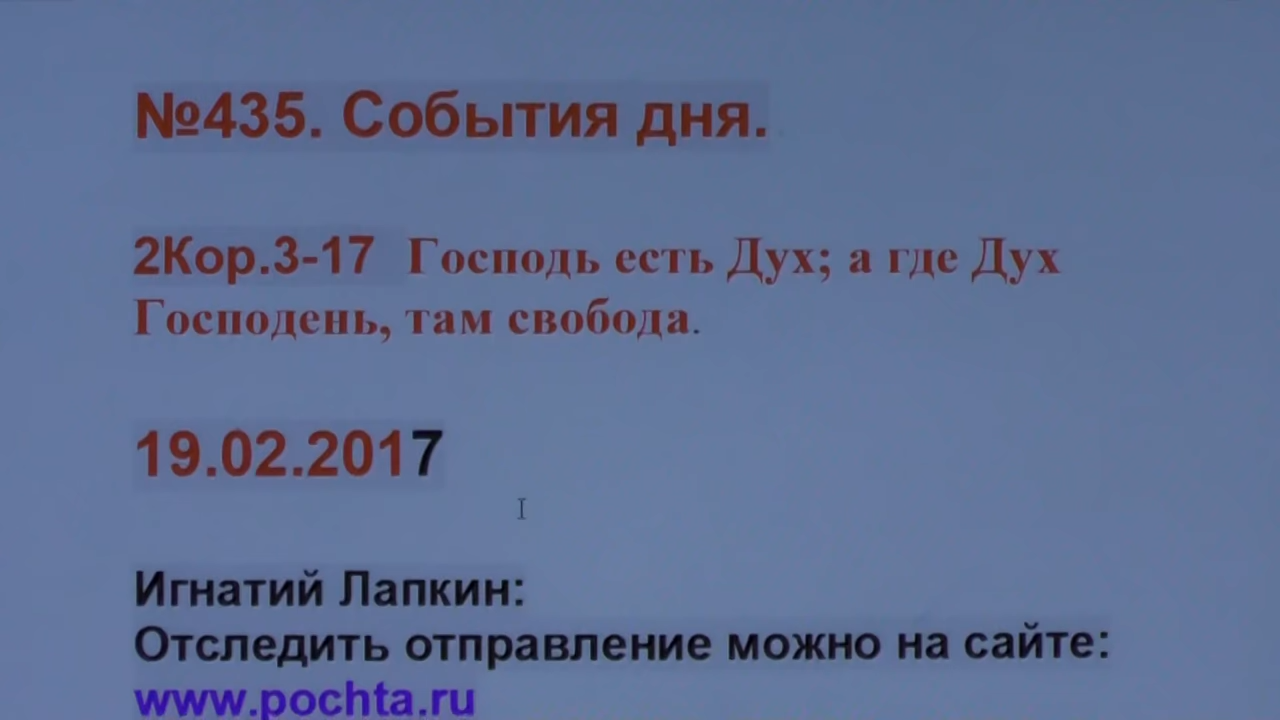 №435. События дня.
2Кор.3-17 Господь есть Дух; а где Дух
Господень, там свобода.
19.02.2017
Игнатий Лапкин:
Отследить отправление можно на сайте:
www.pochta.ru